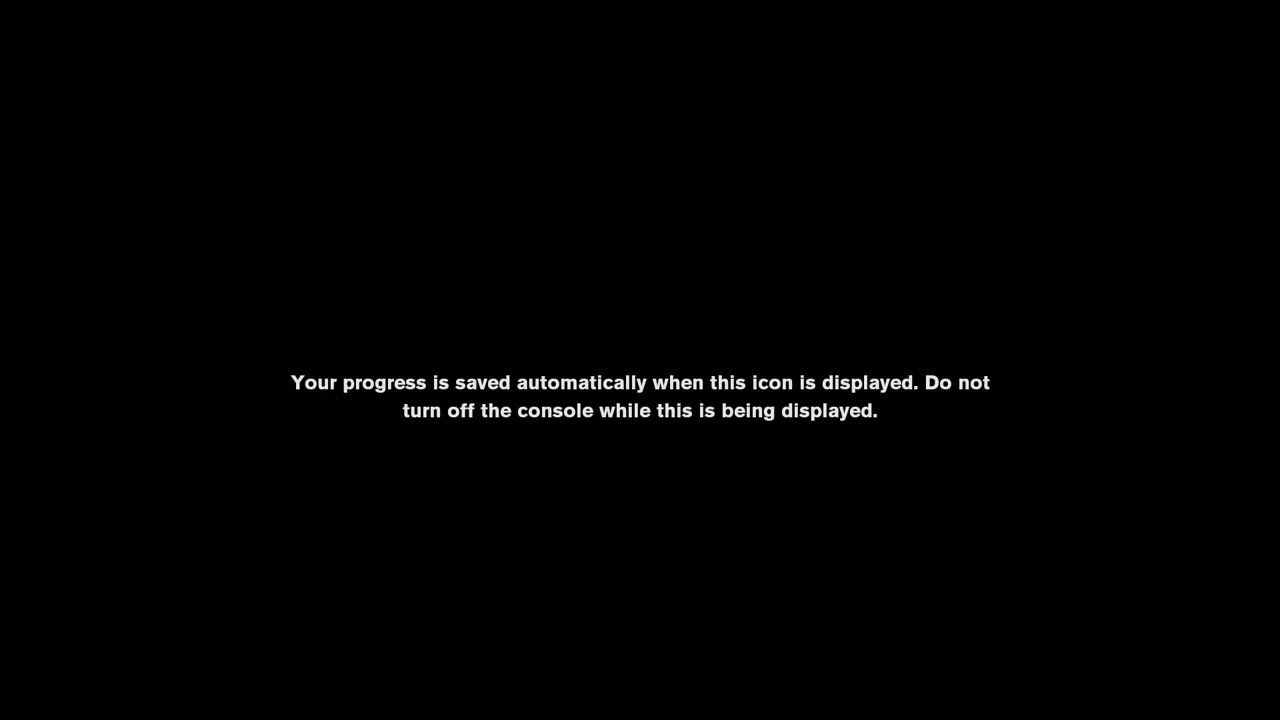 Your progress is saved automatically when this icon is displayed. Do not
turn off the console while this is being displayed.